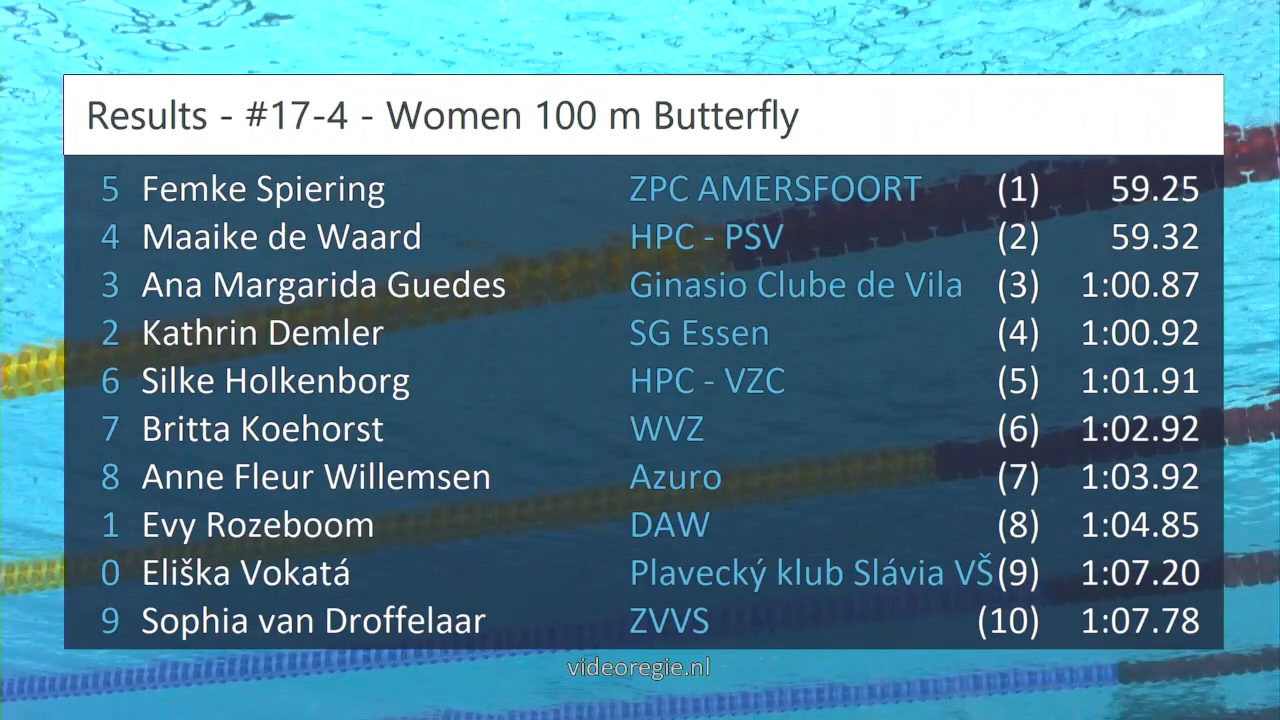 Results - #17-4 - Women 100 m Butterfly
5 Femke Spiering ZPC AMERSFOORT (1) 59.25
4 Maaike de Waard HPC - PSV (2) 59.32
3 Ana Margarida Guedes Ginasio Clube de Vila (3) 1:00.87
2 Kathrin Demler SG Essen (4) 1:00.92
6 Silke Holkenborg HPC - VZC (5) 1:01.91
7 Britta Koehorst WVZ (6) 1:02.92
8 Anne Fleur Willemsen Azuro (7) 1:03.92
1 Evy Rozeboom DAW (8) 1:04.85
0 Eliška Vokatá Plavecký klub Slávia VŠ (9) 1:07.20
9 Sophia van Droffelaar ZVVS (10) 1:07.78
videoregie.nl